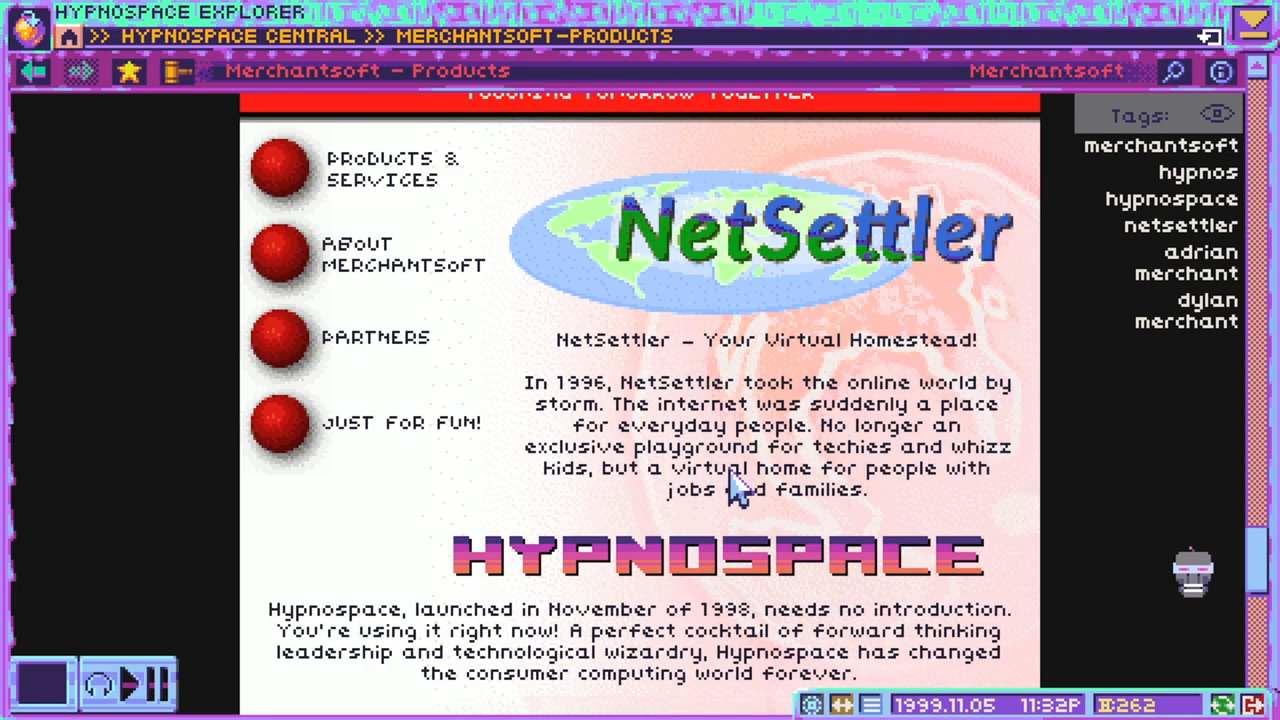 HYPNOSPACE EXPLORER
>> HYPNOSPACE CENTRAL >> MERCHANTSOFT-PRODUCTS
Merchantsoft - Products
Merchantsoft
TOUCHING TOMORROW TOGETHER
Tags:
merchantsoft
hypnos
hypnospace
netsettler
adrian
merchant
dylan
merchant
PRODUCTS &
SERVICES
ABOUT
MERCHANTSOFT
PARTNERS
JUST FOR FUN!
NetSettler
NetSettler - Your Virtual Homestead!
In 1996, NetSettler took the online world by
storm. The internet was suddenly a place
for everyday people. No longer an
exclusive playground for techies and whizz
kids, but a virtual home for people with
jobs and families.
HYPNOSPACE
Hypnospace, launched in November of 1998, needs no introduction.
You're using it right now! A perfect cocktail of forward thinking
leadership and technological wizardry, Hypnospace has changed
the consumer computing world forever.
1999.11.05 11:32P
262